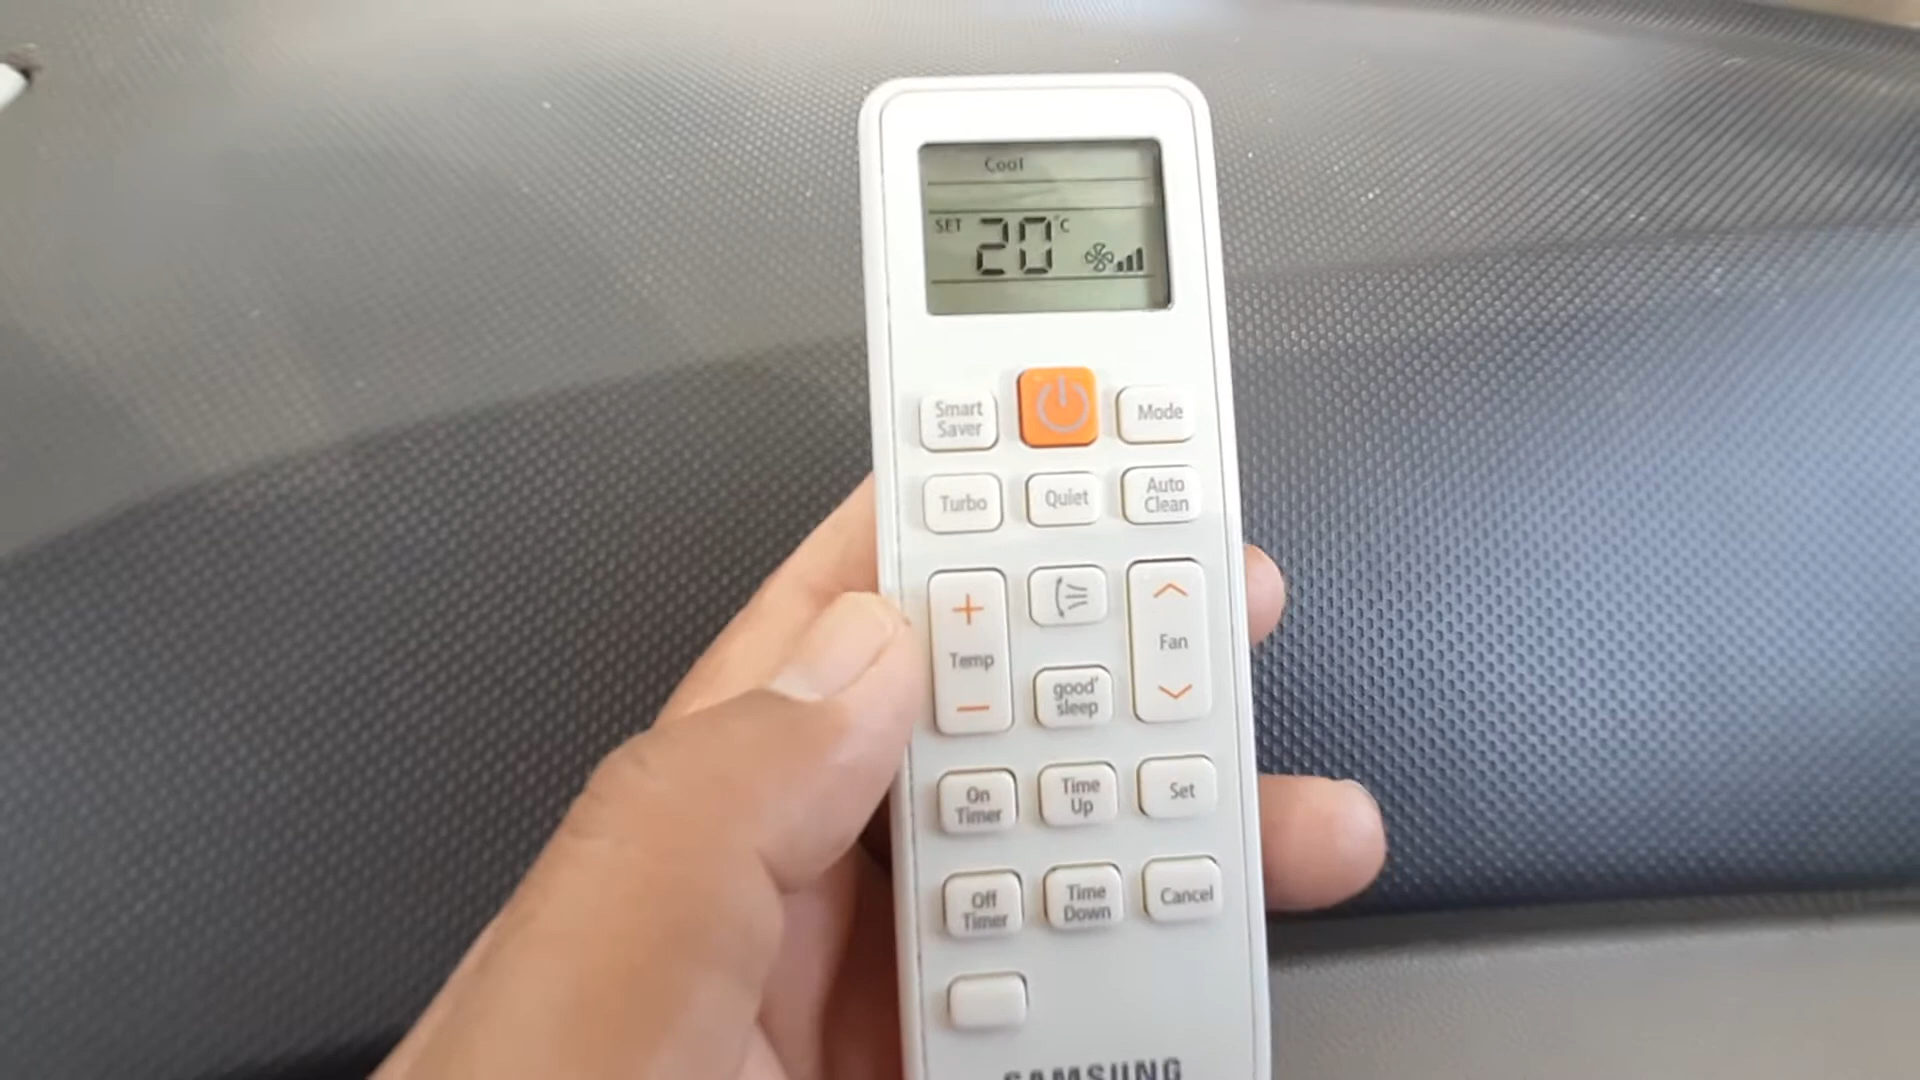 Cool
SET 20°C
Smart
Saver
Mode
Turbo
Quiet
Auto
Clean
+
Temp
−
Fan
good'
sleep
On
Timer
Time
Up
Set
Off
Timer
Time
Down
Cancel
SAMSUNG